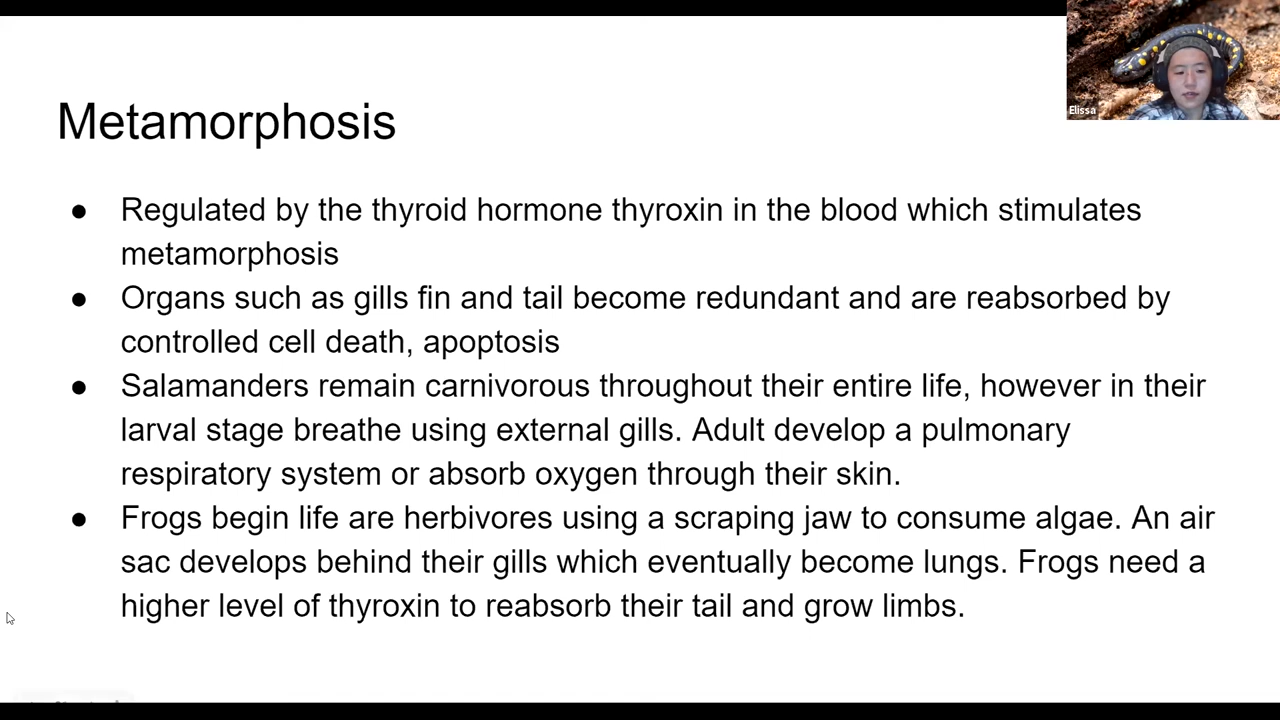 Elissa
Metamorphosis
● Regulated by the thyroid hormone thyroxin in the blood which stimulates
metamorphosis
● Organs such as gills fin and tail become redundant and are reabsorbed by
controlled cell death, apoptosis
● Salamanders remain carnivorous throughout their entire life, however in their
larval stage breathe using external gills. Adult develop a pulmonary
respiratory system or absorb oxygen through their skin.
● Frogs begin life are herbivores using a scraping jaw to consume algae. An air
sac develops behind their gills which eventually become lungs. Frogs need a
higher level of thyroxin to reabsorb their tail and grow limbs.